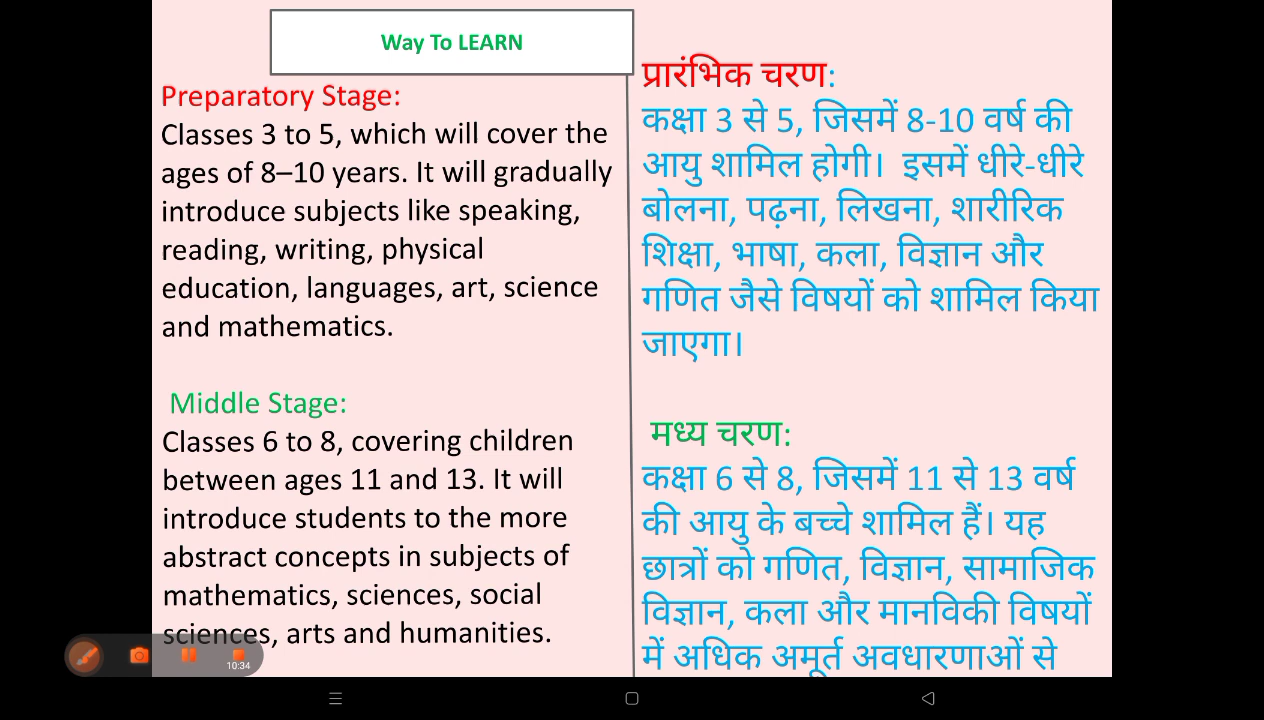 Way To LEARN
Preparatory Stage:
Classes 3 to 5, which will cover the
ages of 8–10 years. It will gradually
introduce subjects like speaking,
reading, writing, physical
education, languages, art, science
and mathematics.
Middle Stage:
Classes 6 to 8, covering children
between ages 11 and 13. It will
introduce students to the more
abstract concepts in subjects of
mathematics, sciences, social
sciences, arts and humanities.
प्रारंभिक चरण:
कक्षा 3 से 5, जिसमें 8-10 वर्ष की
आयु शामिल होगी। इसमें धीरे-धीरे
बोलना, पढ़ना, लिखना, शारीरिक
शिक्षा, भाषा, कला, विज्ञान और
गणित जैसे विषयों को शामिल किया
जाएगा।
मध्य चरण:
कक्षा 6 से 8, जिसमें 11 से 13 वर्ष
की आयु के बच्चे शामिल हैं। यह
छात्रों को गणित, विज्ञान, सामाजिक
विज्ञान, कला और मानविकी विषयों
में अधिक अमूर्त अवधारणाओं से
10:34